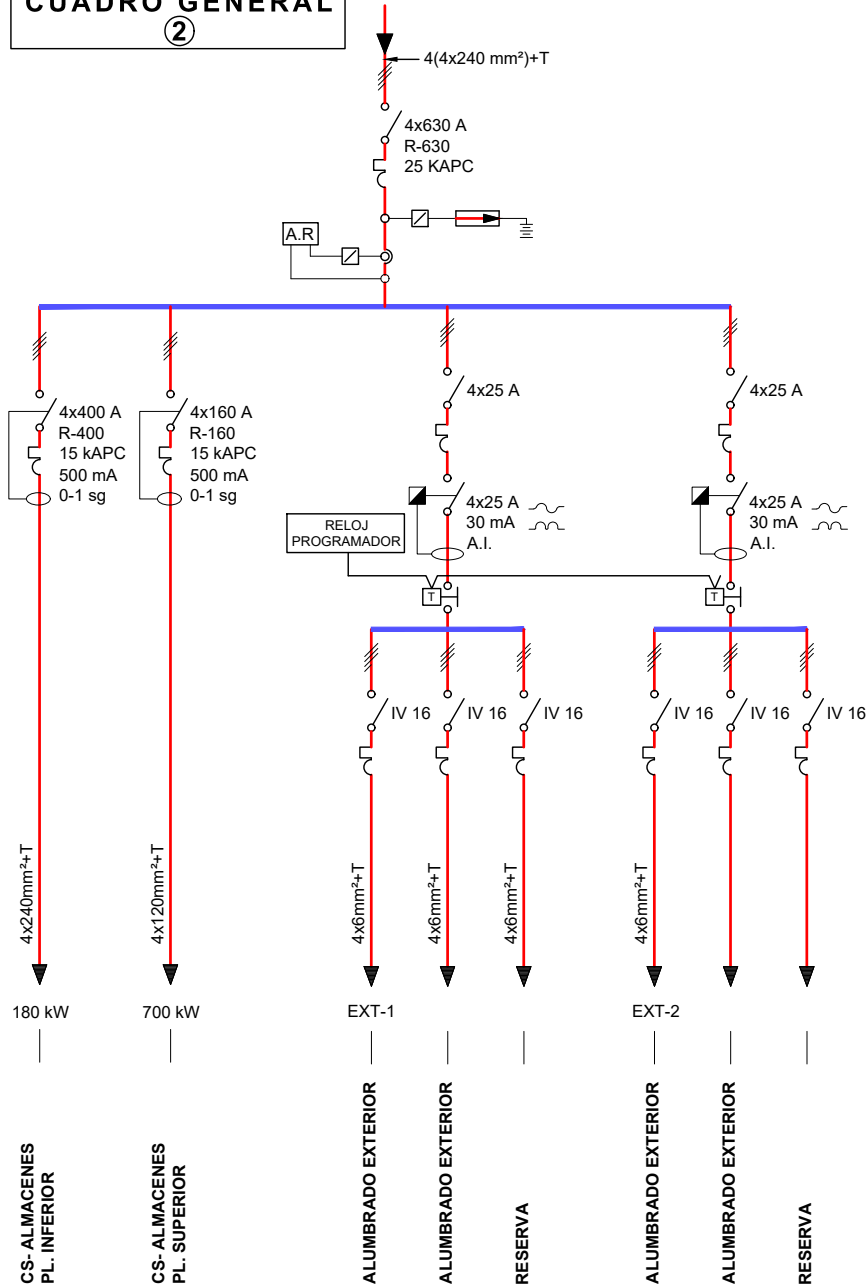 CUADRO GENERAL
2
4(4x240 mm²)+T
4x630 A
R-630
25 KAPC
A.R
4x400 A
R-400
15 kAPC
500 mA
0-1 sg
4x160 A
R-160
15 kAPC
500 mA
0-1 sg
4x25 A
4x25 A
4x25 A
30 mA
A.I.
4x25 A
30 mA
A.I.
RELOJ
PROGRAMADOR
T
T
IV 16
IV 16
IV 16
IV 16
IV 16
IV 16
4x240mm²+T
4x120mm²+T
4x6mm²+T
4x6mm²+T
4x6mm²+T
4x6mm²+T
180 kW
700 kW
EXT-1
EXT-2
CS- ALMACENES
PL. INFERIOR
CS- ALMACENES
PL. SUPERIOR
ALUMBRADO EXTERIOR
ALUMBRADO EXTERIOR
RESERVA
ALUMBRADO EXTERIOR
ALUMBRADO EXTERIOR
RESERVA